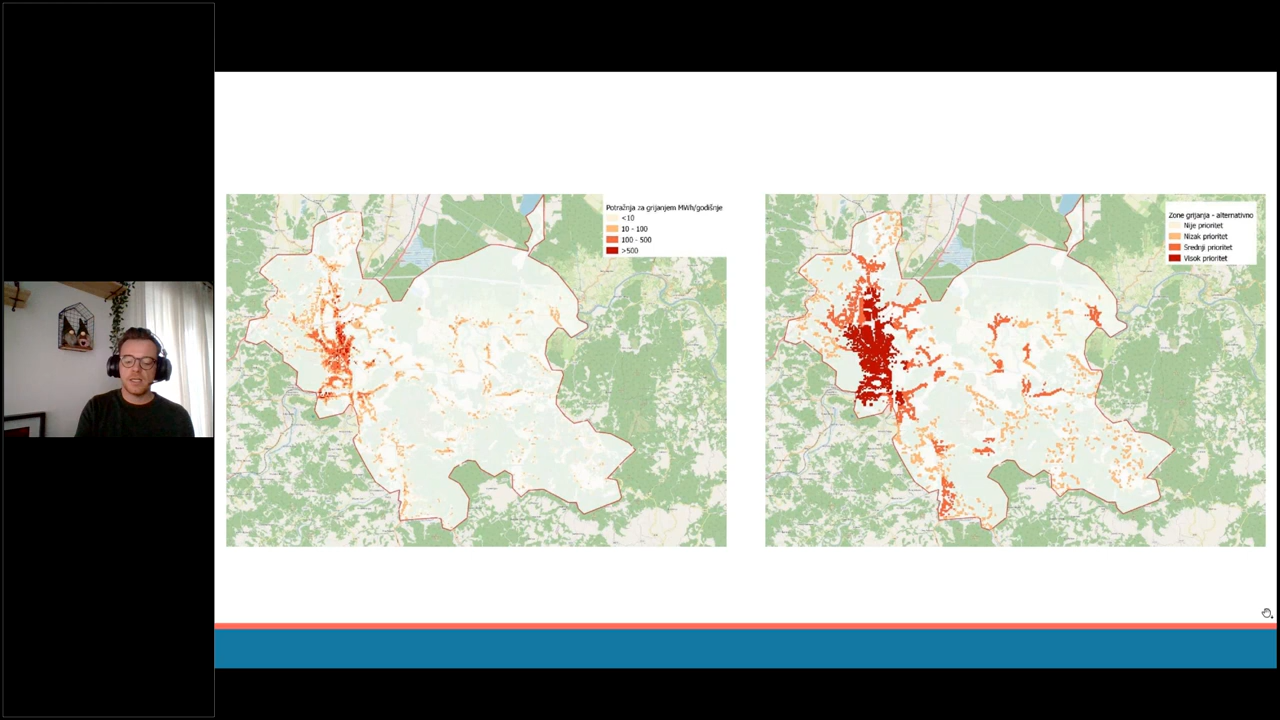 Potražnja za grijanjem MWh/godišnje
<10
10 - 100
100 - 500
>500
Zone grijanja - alternativno
Nije prioritet
Nizak prioritet
Srednji prioritet
Visok prioritet